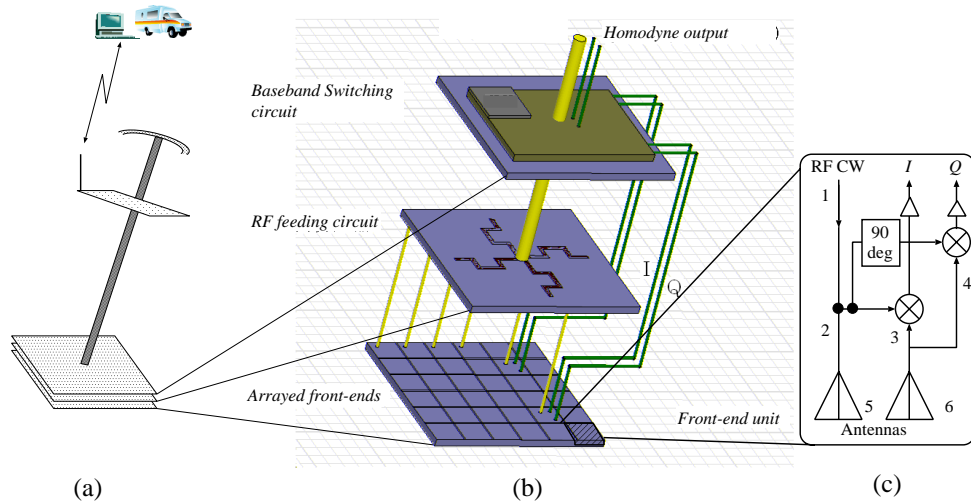 Homodyne output
)
Baseband Switching
circuit
RF feeding circuit
I
Q
Arrayed front-ends
Front-end unit
RF CW
I
Q
1
90
deg
4
2
3
5
6
Antennas
(a)
(b)
(c)